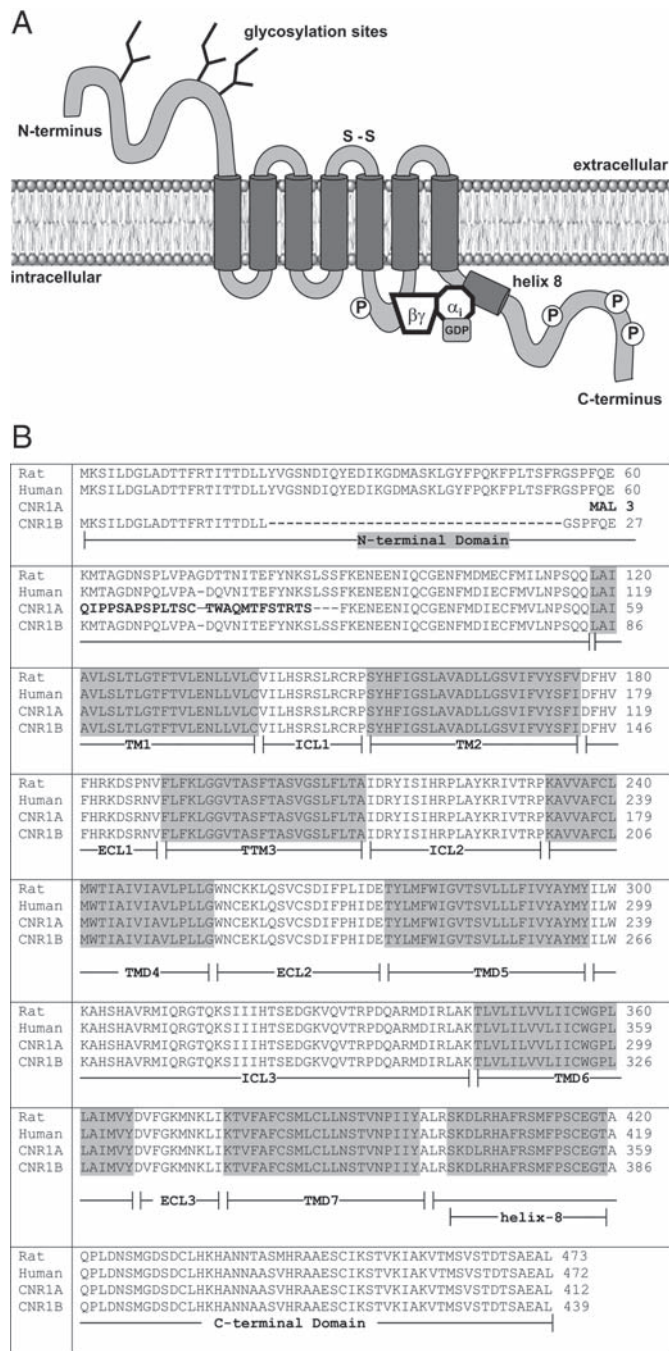 A
glycosylation sites
N-terminus
S - S
extracellular
intracellular
helix 8
P
βγ
αi
GDP
P
P
P
C-terminus
B
Rat MKSILDGLADTTFRTITTDLLYVGSNDIQYEDIKGDMASKLGYFPQKFPLTSFRGSPFQE 60
Human MKSILDGLADTTFRTITTDLLYVGSNDIQYEDIKGDMASKLGYFPQKFPLTSFRGSPFQE 60
CNR1A MAL 3
CNR1B MKSILDGLADTTFRTITTDLL---------------------------------GSPFQE 27
N-terminal Domain
Rat KMTAGDNSPLVPAGDTTNITEFYNKSLSSFKENEENIQCGENFMDMECFMILNPSQQLAI 120
Human KMTAGDNSPLVPA-DQVNITEFYNKSLSSFKENEENIQCGENFMDIECFMVLNPSQQLAI 119
CNR1A QIPPSAPSPLTSC-TWAQMTFSTRTS---FKENEENIQCGENFMDIECFMVLNPSQQLAI 59
CNR1B KMTAGDNSPLVPA-DQVNITEFYNKSLSSFKENEENIQCGENFMDIECFMVLNPSQQLAI 86
Rat AVLSLTLGTFTVLENLLVLCVILHSRSLRCRPSYHFIGSLAVADLLGSVIFVYSFVDFHV 180
Human AVLSLTLGTFTVLENLLVLCVILHSRSLRCRPSYHFIGSLAVADLLGSVIFVYSFIDFHV 179
CNR1A AVLSLTLGTFTVLENLLVLCVILHSRSLRCRPSYHFIGSLAVADLLGSVIFVYSFIDFHV 119
CNR1B AVLSLTLGTFTVLENLLVLCVILHSRSLRCRPSYHFIGSLAVADLLGSVIFVYSFIDFHV 146
TM1 ICL1 TM2
Rat FHRKDSPNVFLFKLGGVTASFTASVGSLFLTAIDRYISIHRPLAYKRIVTRPKAVVAFCL 240
Human FHRKDSRNVFLFKLGGVTASFTASVGSLFLTAIDRYISIHRPLAYKRIVTRPKAVVAFCL 239
CNR1A FHRKDSRNVFLFKLGGVTASFTASVGSLFLTAIDRYISIHRPLAYKRIVTRPKAVVAFCL 179
CNR1B FHRKDSRNVFLFKLGGVTASFTASVGSLFLTAIDRYISIHRPLAYKRIVTRPKAVVAFCL 206
ECL1 TTM3 ICL2
Rat MWTIAIVIAVLPLLGWNCKKLQSVCSDIFPLIDETYLMFWIGVTSVLLLFIVYAYMYILW 300
Human MWTIAIVIAVLPLLGWNCEKLQSVCSDIFPHIDETYLMFWIGVTSVLLLFIVYAYMYILW 299
CNR1A MWTIAIVIAVLPLLGWNCEKLQSVCSDIFPHIDETYLMFWIGVTSVLLLFIVYAYMYILW 239
CNR1B MWTIAIVIAVLPLLGWNCEKLQSVCSDIFPHIDETYLMFWIGVTSVLLLFIVYAYMYILW 266
TMD4 ECL2 TMD5
Rat KAHSHAVRMIQRGTQKSIIIHTSEDGKVQVTRPDQARMDIRLAKTLVLILVVLIICWGPL 360
Human KAHSHAVRMIQRGTQKSIIIHTSEDGKVQVTRPDQARMDIRLAKTLVLILVVLIICWGPL 359
CNR1A KAHSHAVRMIQRGTQKSIIIHTSEDGKVQVTRPDQARMDIRLAKTLVLILVVLIICWGPL 299
CNR1B KAHSHAVRMIQRGTQKSIIIHTSEDGKVQVTRPDQARMDIRLAKTLVLILVVLIICWGPL 326
ICL3 TMD6
Rat LAIMVYDVFGKMNKLIKTVFAFCSMLCLLNSTVNPIIYALRSKDLRHAFRSMFPSCEGTA 420
Human LAIMVYDVFGKMNKLIKTVFAFCSMLCLLNSTVNPIIYALRSKDLRHAFRSMFPSCEGTA 419
CNR1A LAIMVYDVFGKMNKLIKTVFAFCSMLCLLNSTVNPIIYALRSKDLRHAFRSMFPSCEGTA 359
CNR1B LAIMVYDVFGKMNKLIKTVFAFCSMLCLLNSTVNPIIYALRSKDLRHAFRSMFPSCEGTA 386
ECL3 TMD7
helix-8
Rat QPLDNSMGDSDCLHKHANNTASMHRAAESCIKSTVKIAKVTMSVSTDTSAEAL 473
Human QPLDNSMGDSDCLHKHANNAASVHRAAESCIKSTVKIAKVTMSVSTDTSAEAL 472
CNR1A QPLDNSMGDSDCLHKHANNAASVHRAAESCIKSTVKIAKVTMSVSTDTSAEAL 412
CNR1B QPLDNSMGDSDCLHKHANNAASVHRAAESCIKSTVKIAKVTMSVSTDTSAEAL 439
C-terminal Domain